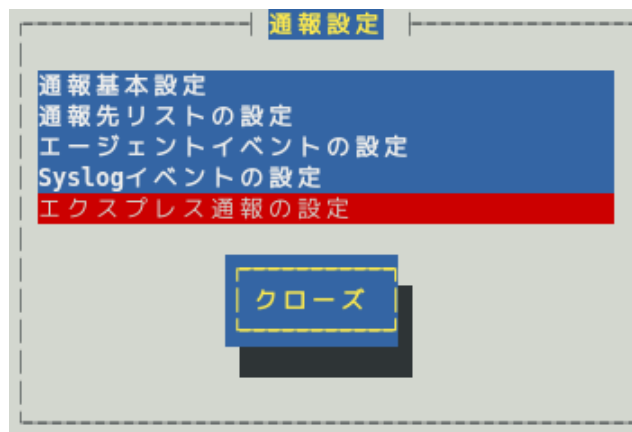 通報設定
通報基本設定
通報先リストの設定
エージェントイベントの設定
Syslogイベントの設定
エクスプレス通報の設定
クローズ